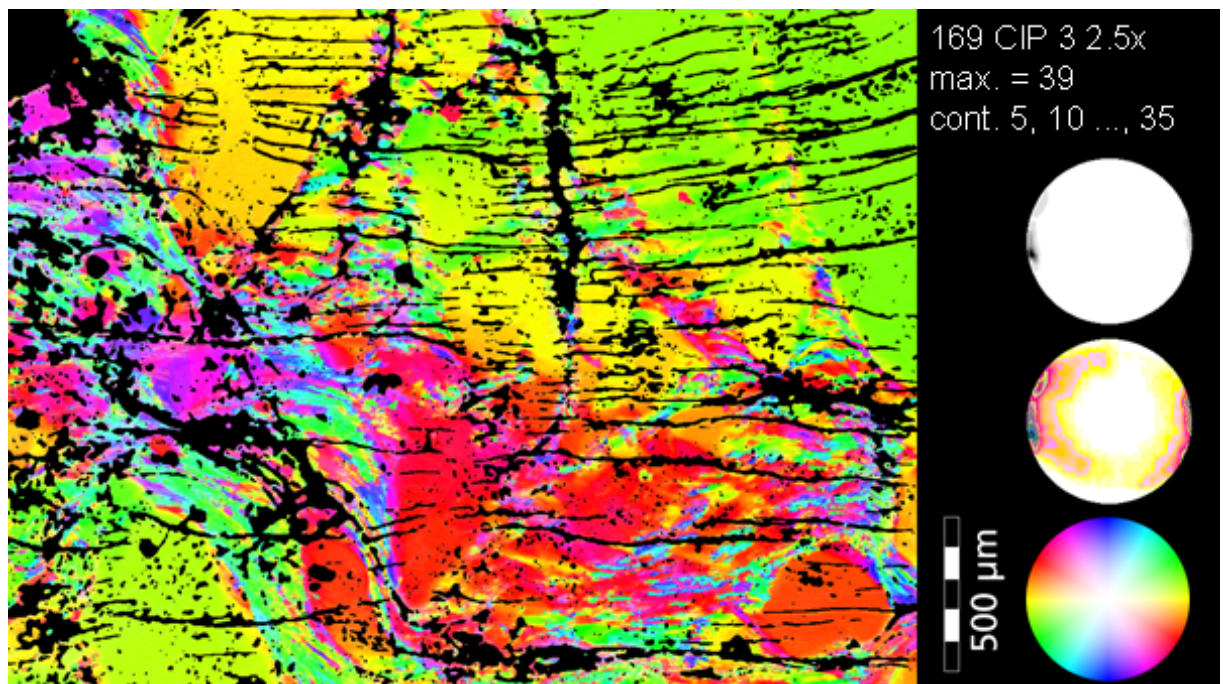 169 CIP 3 2.5x
max. = 39
cont. 5, 10 ..., 35
500 µm